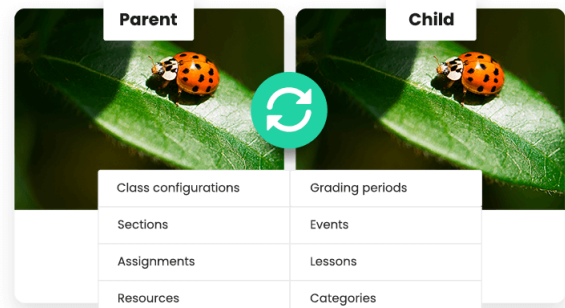 Parent
Child
Class configurations
Grading periods
Sections
Events
Assignments
Lessons
Resources
Categories